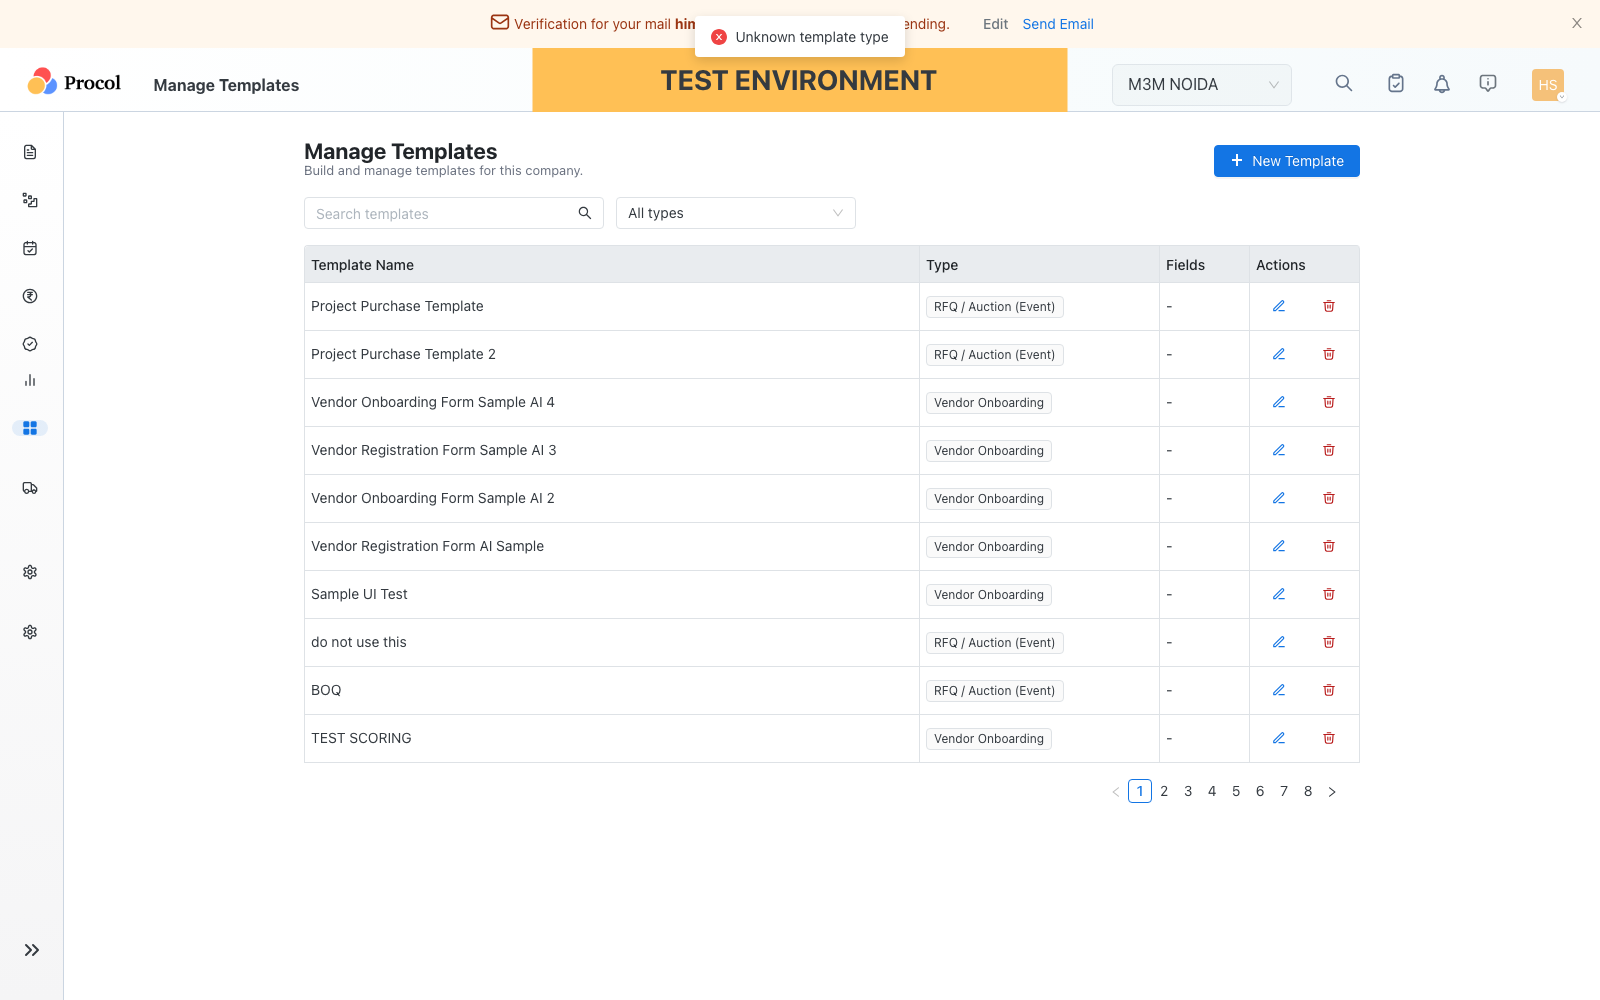 Verification for your mail hin ending. Edit Send Email
Unknown template type
Procol
Manage Templates
TEST ENVIRONMENT
M3M NOIDA
HS
Manage Templates
Build and manage templates for this company.
+ New Template
Search templates
All types
Template Name Type Fields Actions
Project Purchase Template RFQ / Auction (Event) -
Project Purchase Template 2 RFQ / Auction (Event) -
Vendor Onboarding Form Sample AI 4 Vendor Onboarding -
Vendor Registration Form Sample AI 3 Vendor Onboarding -
Vendor Onboarding Form Sample AI 2 Vendor Onboarding -
Vendor Registration Form AI Sample Vendor Onboarding -
Sample UI Test Vendor Onboarding -
do not use this RFQ / Auction (Event) -
BOQ RFQ / Auction (Event) -
TEST SCORING Vendor Onboarding -
< 1 2 3 4 5 6 7 8 >